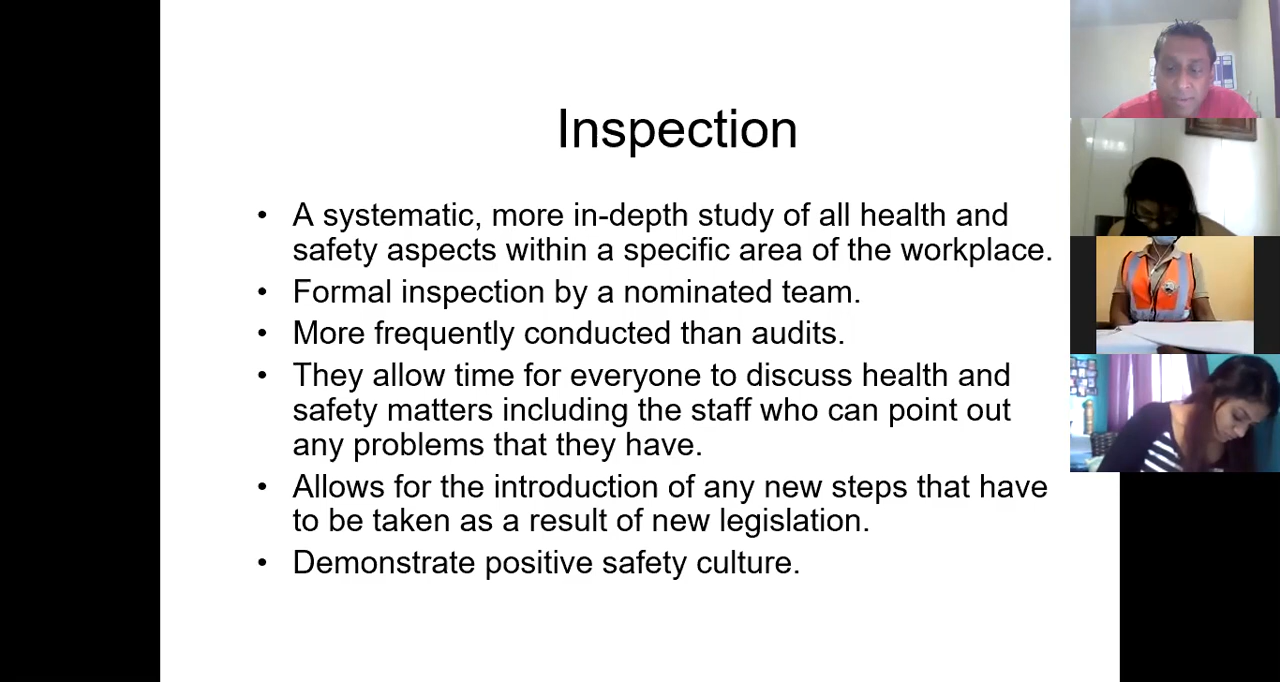 Inspection
• A systematic, more in-depth study of all health and
safety aspects within a specific area of the workplace.
• Formal inspection by a nominated team.
• More frequently conducted than audits.
• They allow time for everyone to discuss health and
safety matters including the staff who can point out
any problems that they have.
• Allows for the introduction of any new steps that have
to be taken as a result of new legislation.
• Demonstrate positive safety culture.